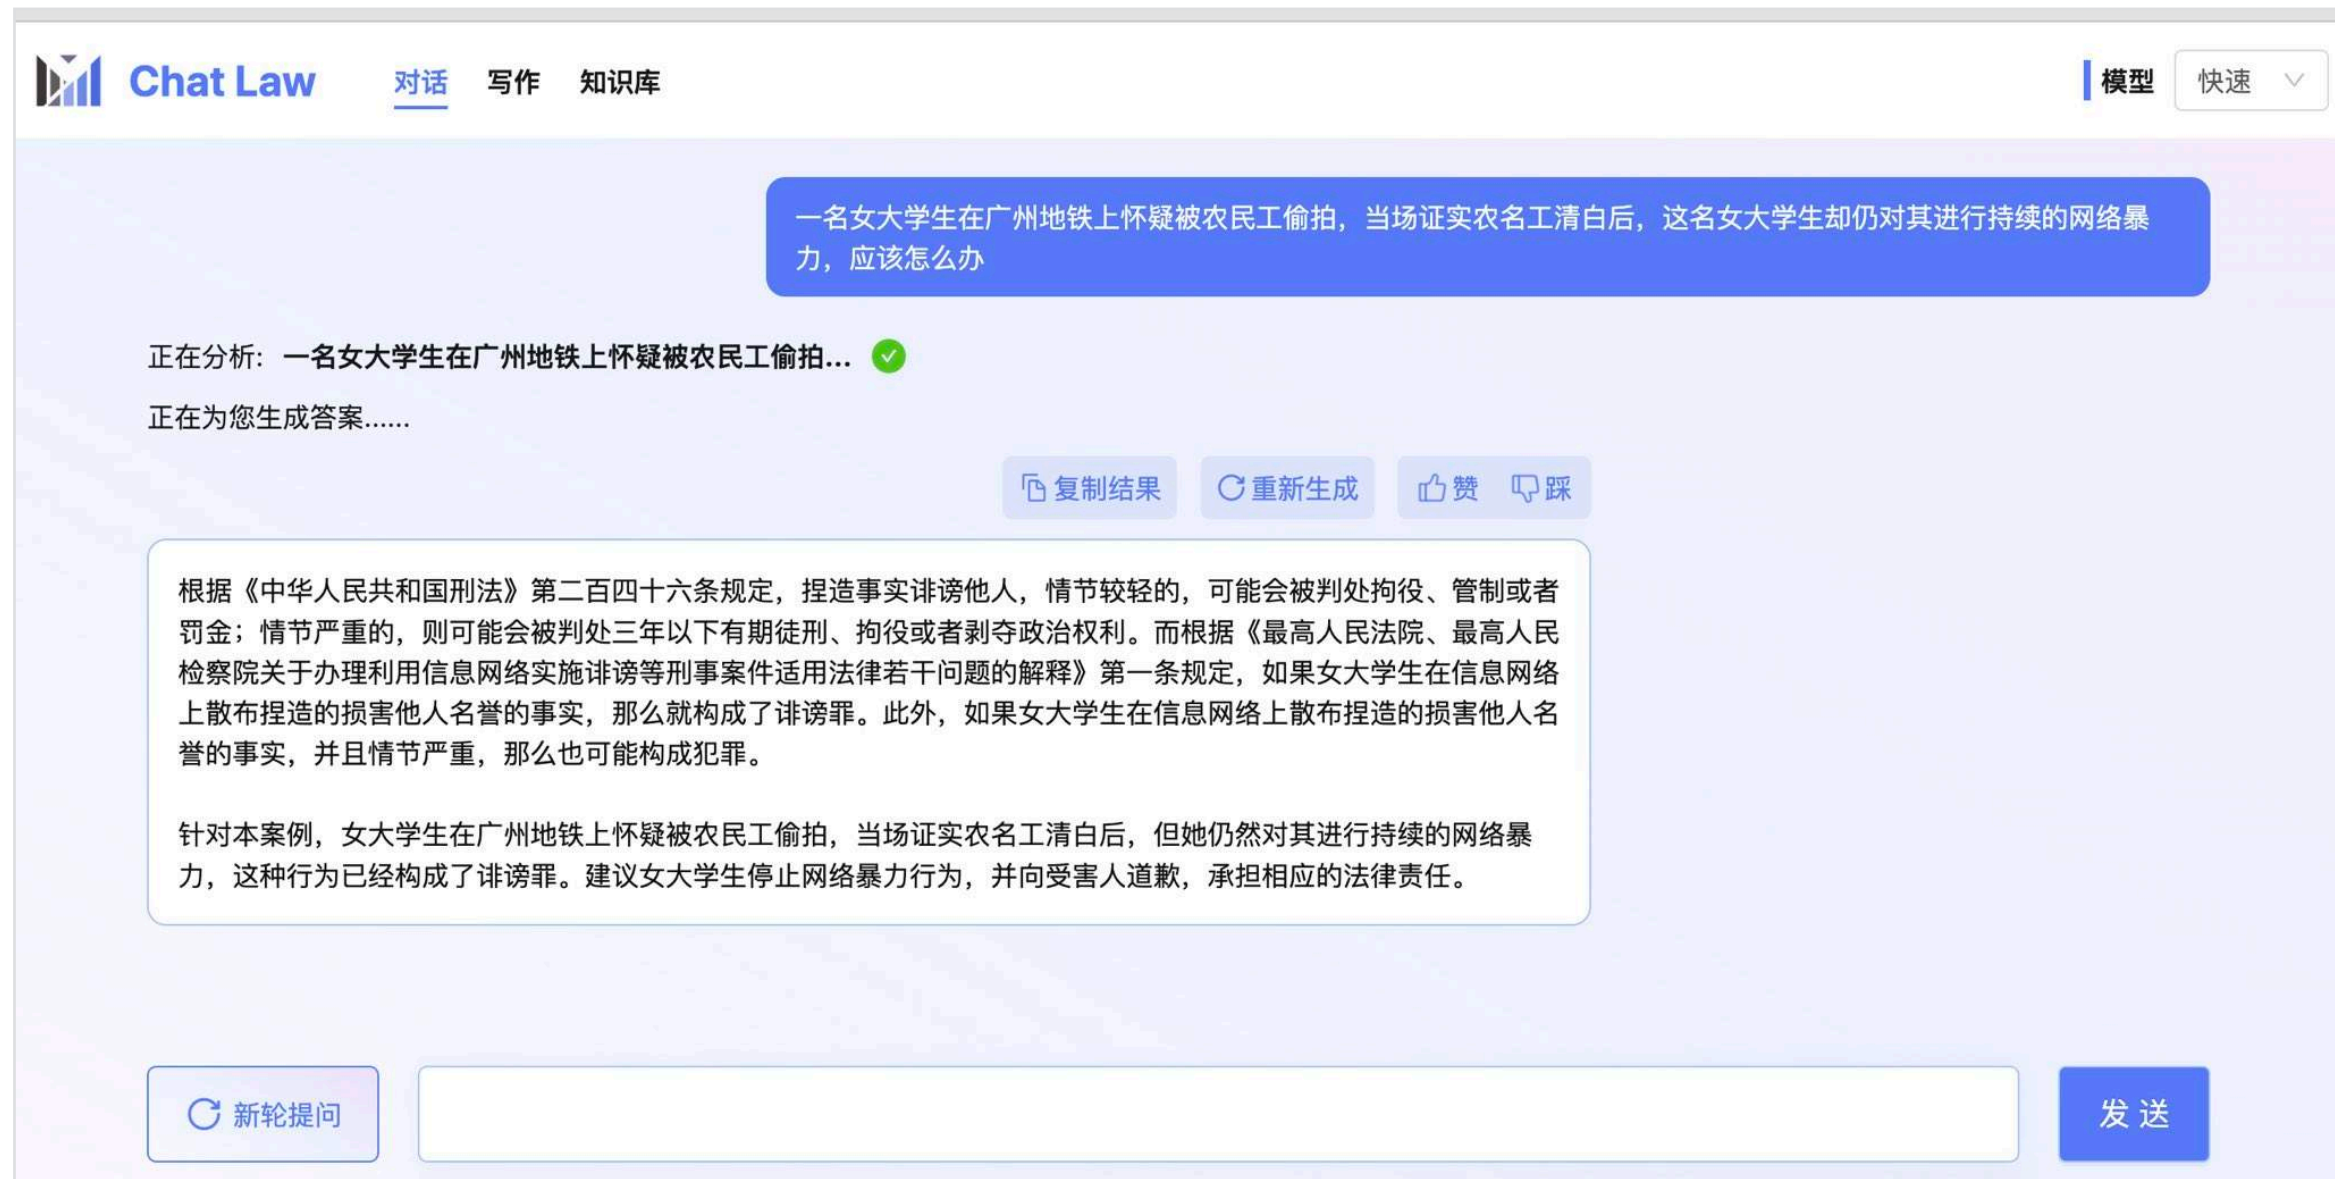 Chat Law 对话 写作 知识库 模型 快速
一名女大学生在广州地铁上怀疑被农民工偷拍，当场证实农名工清白后，这名女大学生却仍对其进行持续的网络暴
力，应该怎么办
正在分析: 一名女大学生在广州地铁上怀疑被农民工偷拍...
正在为您生成答案......
复制结果 重新生成 赞 踩
根据《中华人民共和国刑法》第二百四十六条规定，捏造事实诽谤他人，情节较轻的，可能会被判处拘役、管制或者
罚金；情节严重的，则可能会被判处三年以下有期徒刑、拘役或者剥夺政治权利。而根据《最高人民法院、最高人民
检察院关于办理利用信息网络实施诽谤等刑事案件适用法律若干问题的解释》第一条规定，如果女大学生在信息网络
上散布捏造的损害他人名誉的事实，那么就构成了诽谤罪。此外，如果女大学生在信息网络上散布捏造的损害他人名
誉的事实，并且情节严重，那么也可能构成犯罪。
针对本案例，女大学生在广州地铁上怀疑被农民工偷拍，当场证实农名工清白后，但她仍然对其进行持续的网络暴
力，这种行为已经构成了诽谤罪。建议女大学生停止网络暴力行为，并向受害人道歉，承担相应的法律责任。
新轮提问 发 送